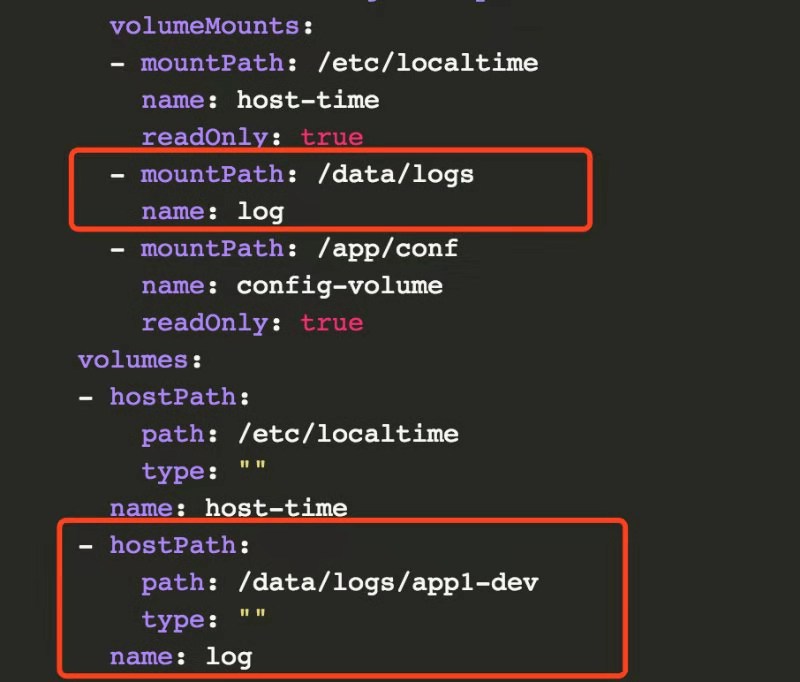 volumeMounts:
- mountPath: /etc/localtime
name: host-time
readOnly: true
- mountPath: /data/logs
name: log
- mountPath: /app/conf
name: config-volume
readOnly: true
volumes:
- hostPath:
path: /etc/localtime
type: ""
name: host-time
- hostPath:
path: /data/logs/app1-dev
type: ""
name: log